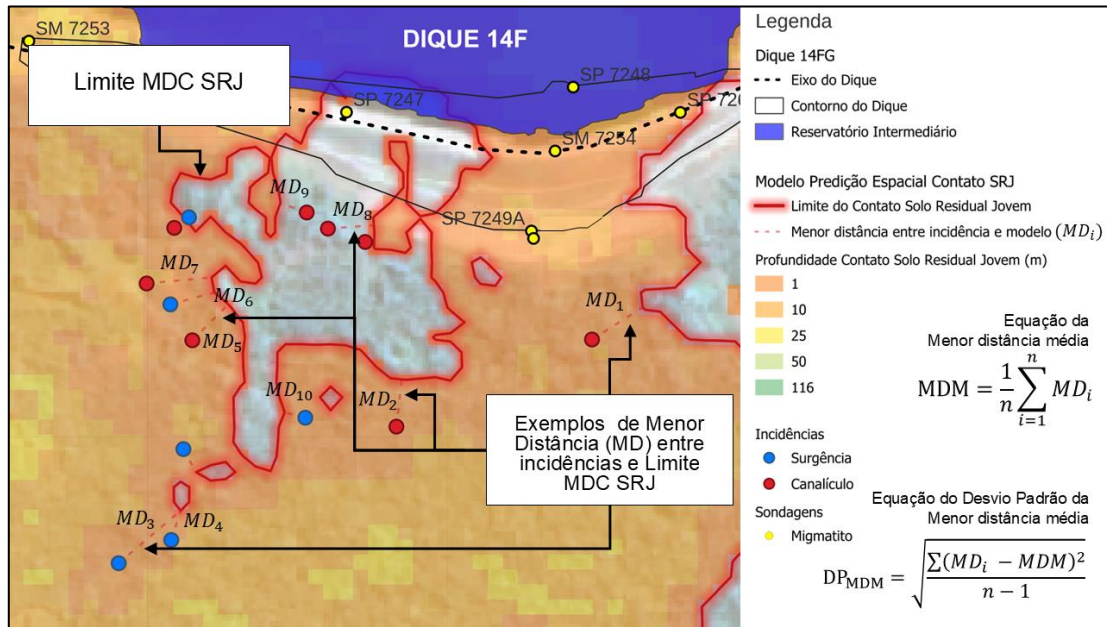 SM 7253
DIQUE 14F
Limite MDC SRJ
SP 7247
SP 7248
SM 7254
MD₉
MD₈
SP 7249A
MD₇
MD₆
MD₁
MD₅
MD₁₀
MD₂
Exemplos de Menor
Distância (MD) entre
incidências e Limite
MDC SRJ
MD₃
MD₄
Legenda
Dique 14FG
Eixo do Dique
Contorno do Dique
Reservatório Intermediário
Modelo Predição Espacial Contato SRJ
Limite do Contato Solo Residual Jovem
Menor distância entre incidência e modelo (MDᵢ)
Profundidade Contato Solo Residual Jovem (m)
1
10
25
50
116
Equação da
Menor distância média
MDM = 1/n ∑ⁿᵢ₌₁ MDᵢ
Incidências
Surgência
Canalículo
Sondagens
Migmatito
Equação do Desvio Padrão da
Menor distância média
DP_MDM = √(∑(MDᵢ − MDM)² / (n − 1))